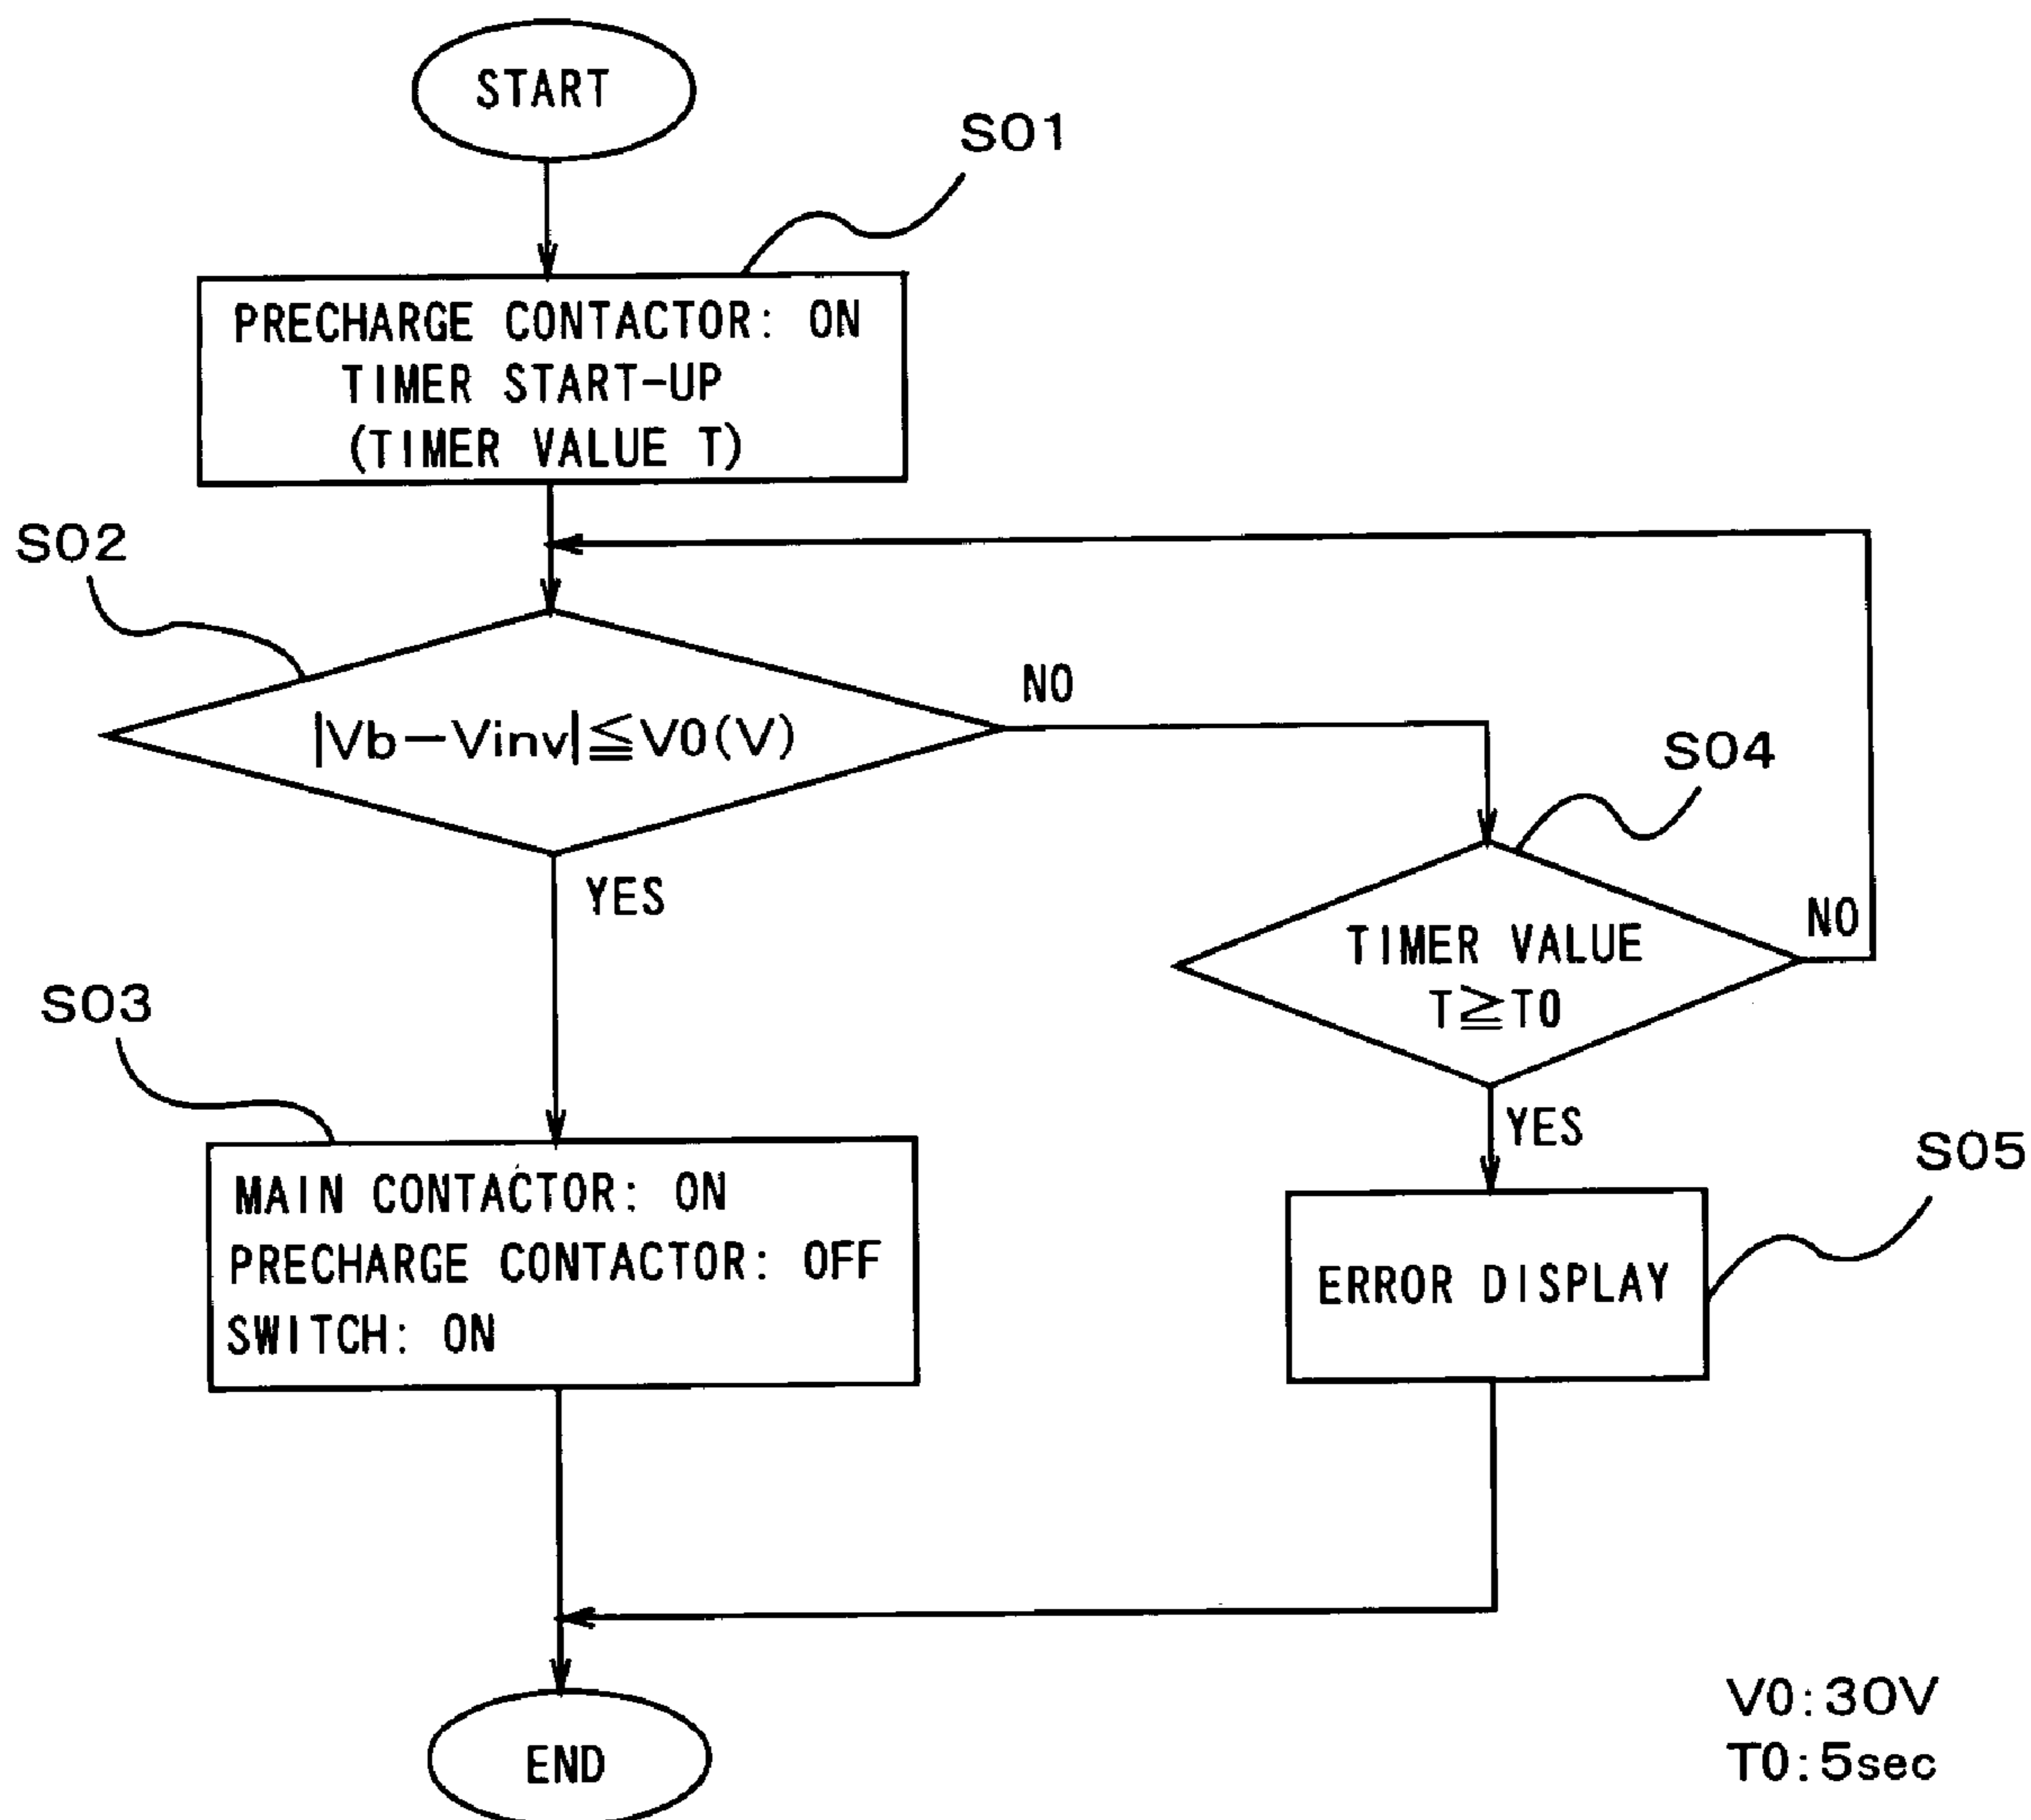 START
S01
PRECHARGE CONTACTOR: ON
TIMER START-UP
(TIMER VALUE T)
S02
|Vb-Vinv|≦V0(V)
NO
YES
S04
TIMER VALUE
T≧T0
NO
YES
S03
MAIN CONTACTOR: ON
PRECHARGE CONTACTOR: OFF
SWITCH: ON
S05
ERROR DISPLAY
END
V0:30V
T0:5sec